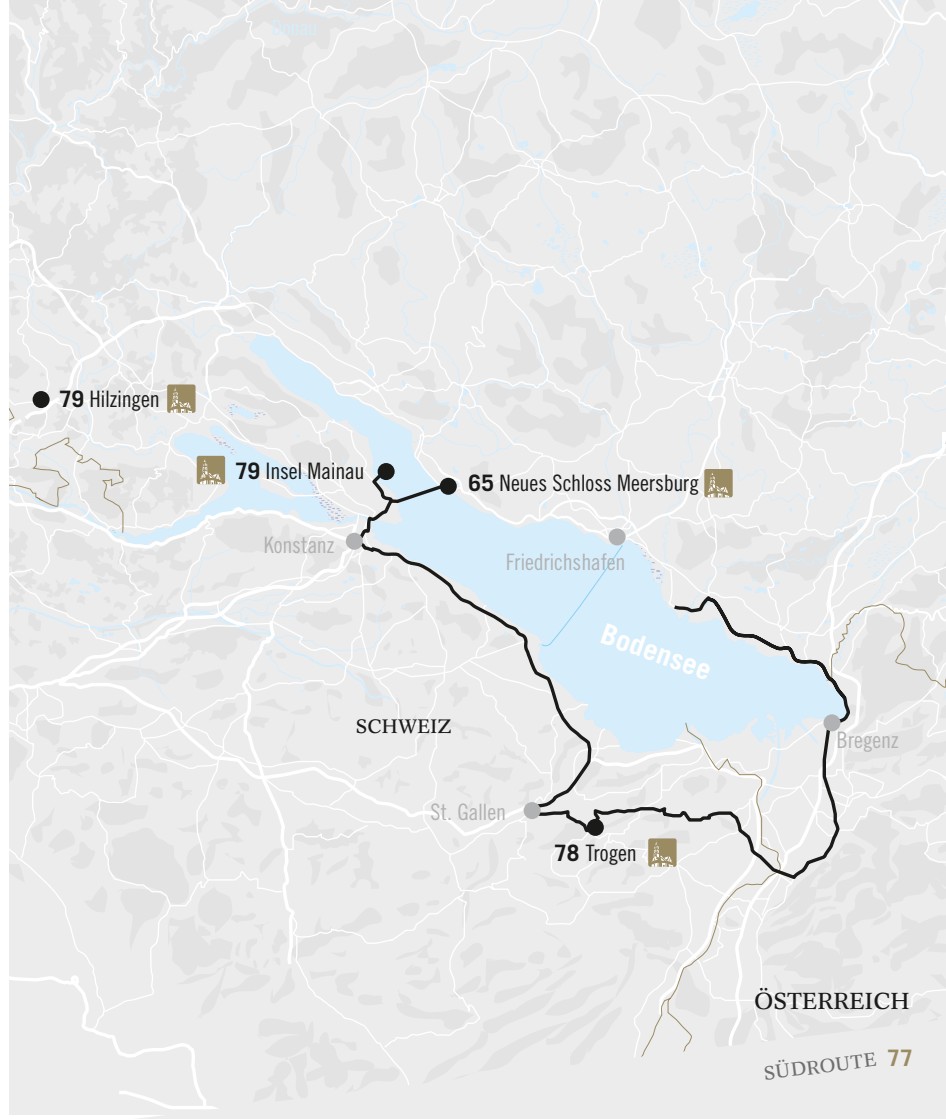 Donau
79 Hilzingen
79 Insel Mainau
65 Neues Schloss Meersburg
Konstanz
Friedrichshafen
Bodensee
SCHWEIZ
Bregenz
St. Gallen
78 Trogen
ÖSTERREICH
SÜDROUTE 77